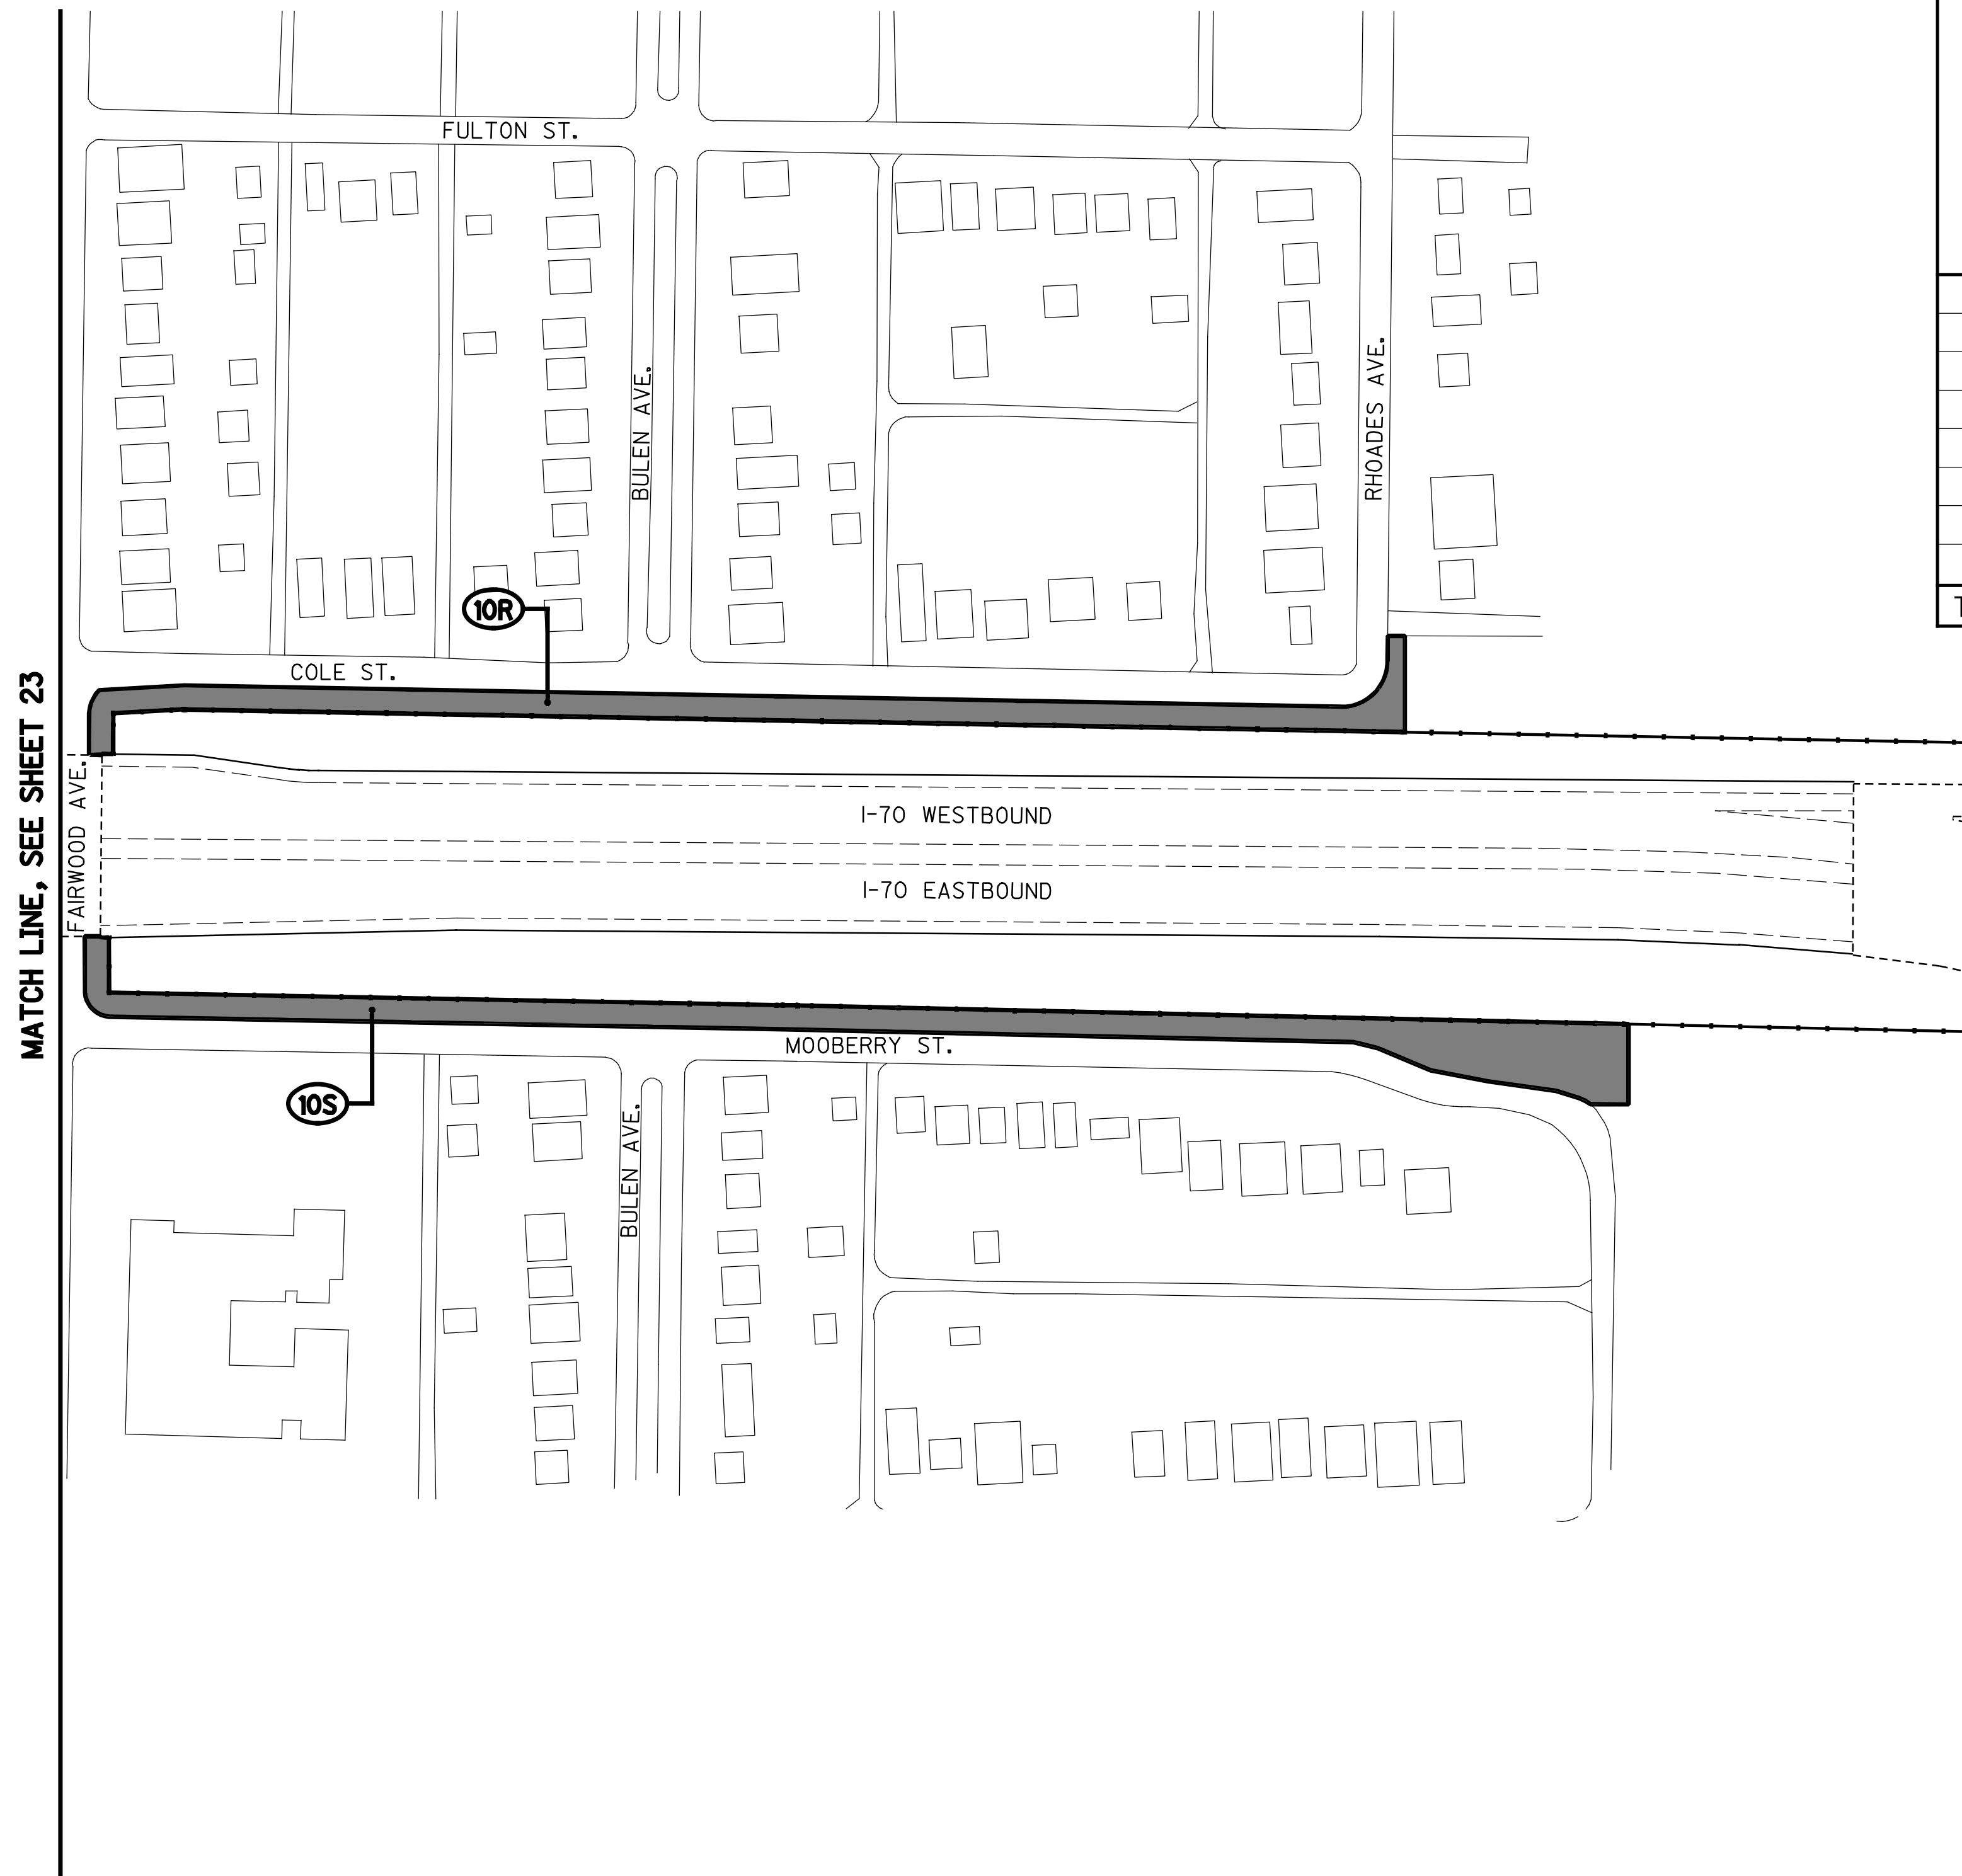 FULTON ST.
BULEN AVE.
RHOADES AVE.
10R
COLE ST.
MATCH LINE, SEE SHEET 23
FAIRWOOD AVE.
I-70 WESTBOUND
I-70 EASTBOUND
MOOBERRY ST.
10S
BULEN AVE.